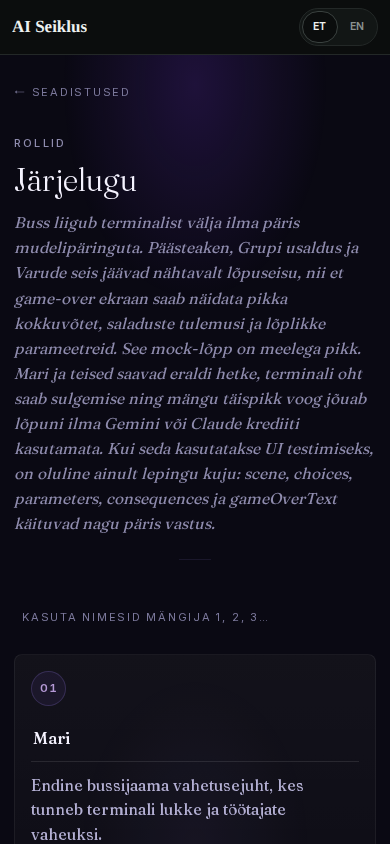 AI Seiklus
ET
EN
← SEADISTUSED
ROLLID
Järjelugu
Buss liigub terminalist välja ilma päris
mudelipäringuta. Päästeaken, Grupi usaldus ja
Varude seis jäävad nähtavalt lõpuseisu, nii et
game-over ekraan saab näidata pikka
kokkuvõtet, saladuste tulemusi ja lõplikke
parameetreid. See mock-lõpp on meelega pikk.
Mari ja teised saavad eraldi hetke, terminali oht
saab sulgemise ning mängu täispikk voog jõuab
lõpuni ilma Gemini või Claude krediiti
kasutamata. Kui seda kasutatakse UI testimiseks,
on oluline ainult lepingu kuju: scene, choices,
parameters, consequences ja gameOverText
käituvad nagu päris vastus.
KASUTA NIMESID MÄNGIJA 1, 2, 3…
01
Mari
Endine bussijaama vahetusejuht, kes
tunneb terminali lukke ja töötajate
vaheuksi.